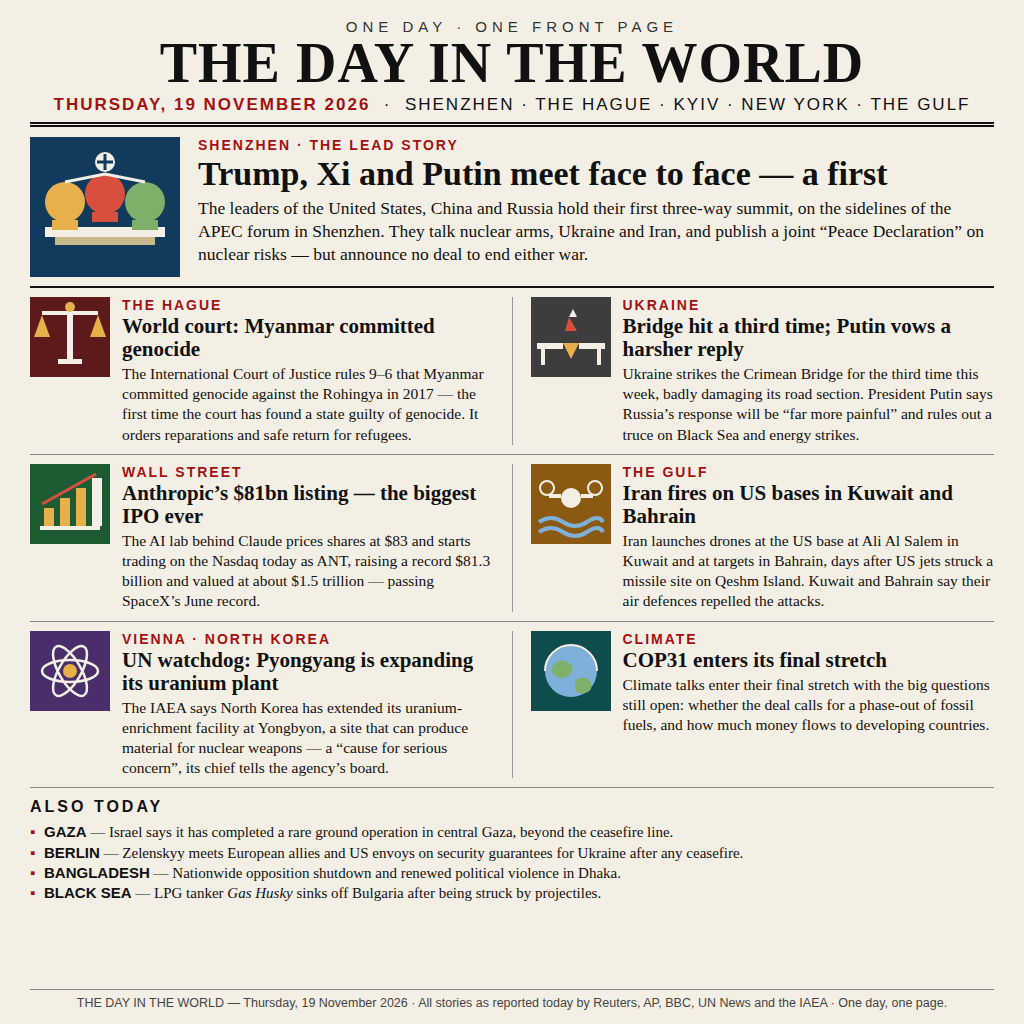 ONE DAY · ONE FRONT PAGE
THE DAY IN THE WORLD
THURSDAY, 19 NOVEMBER 2026 · SHENZHEN · THE HAGUE · KYIV · NEW YORK · THE GULF
SHENZHEN · THE LEAD STORY
Trump, Xi and Putin meet face to face — a first
The leaders of the United States, China and Russia hold their first three-way summit, on the sidelines of the
APEC forum in Shenzhen. They talk nuclear arms, Ukraine and Iran, and publish a joint “Peace Declaration” on
nuclear risks — but announce no deal to end either war.
THE HAGUE
World court: Myanmar committed
genocide
The International Court of Justice rules 9–6 that Myanmar
committed genocide against the Rohingya in 2017 — the
first time the court has found a state guilty of genocide. It
orders reparations and safe return for refugees.
UKRAINE
Bridge hit a third time; Putin vows a
harsher reply
Ukraine strikes the Crimean Bridge for the third time this
week, badly damaging its road section. President Putin says
Russia’s response will be “far more painful” and rules out a
truce on Black Sea and energy strikes.
WALL STREET
Anthropic’s $81bn listing — the biggest
IPO ever
The AI lab behind Claude prices shares at $83 and starts
trading on the Nasdaq today as ANT, raising a record $81.3
billion and valued at about $1.5 trillion — passing
SpaceX’s June record.
THE GULF
Iran fires on US bases in Kuwait and
Bahrain
Iran launches drones at the US base at Ali Al Salem in
Kuwait and at targets in Bahrain, days after US jets struck a
missile site on Qeshm Island. Kuwait and Bahrain say their
air defences repelled the attacks.
VIENNA · NORTH KOREA
UN watchdog: Pyongyang is expanding
its uranium plant
The IAEA says North Korea has extended its uranium-
enrichment facility at Yongbyon, a site that can produce
material for nuclear weapons — a “cause for serious
concern”, its chief tells the agency’s board.
CLIMATE
COP31 enters its final stretch
Climate talks enter their final stretch with the big questions
still open: whether the deal calls for a phase-out of fossil
fuels, and how much money flows to developing countries.
ALSO TODAY
▪ GAZA — Israel says it has completed a rare ground operation in central Gaza, beyond the ceasefire line.
▪ BERLIN — Zelenskyy meets European allies and US envoys on security guarantees for Ukraine after any ceasefire.
▪ BANGLADESH — Nationwide opposition shutdown and renewed political violence in Dhaka.
▪ BLACK SEA — LPG tanker Gas Husky sinks off Bulgaria after being struck by projectiles.
THE DAY IN THE WORLD — Thursday, 19 November 2026 · All stories as reported today by Reuters, AP, BBC, UN News and the IAEA · One day, one page.